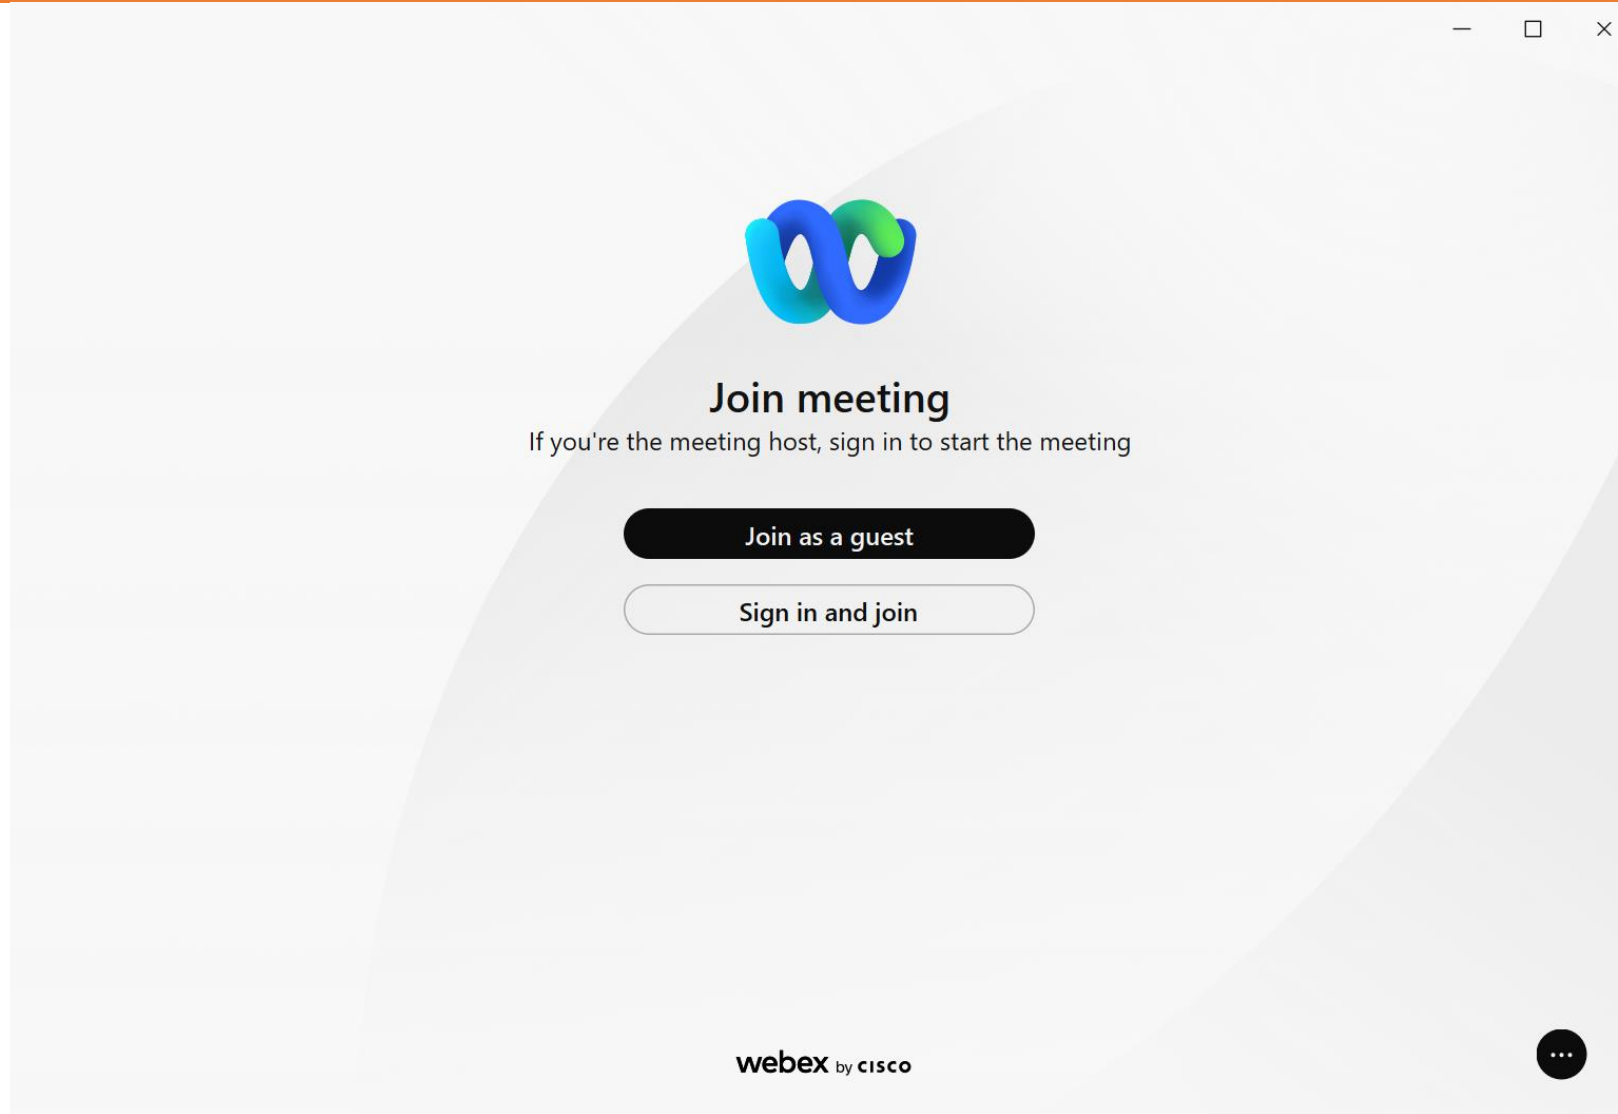 Join meeting
If you're the meeting host, sign in to start the meeting
Join as a guest
Sign in and join
webex by CISCO